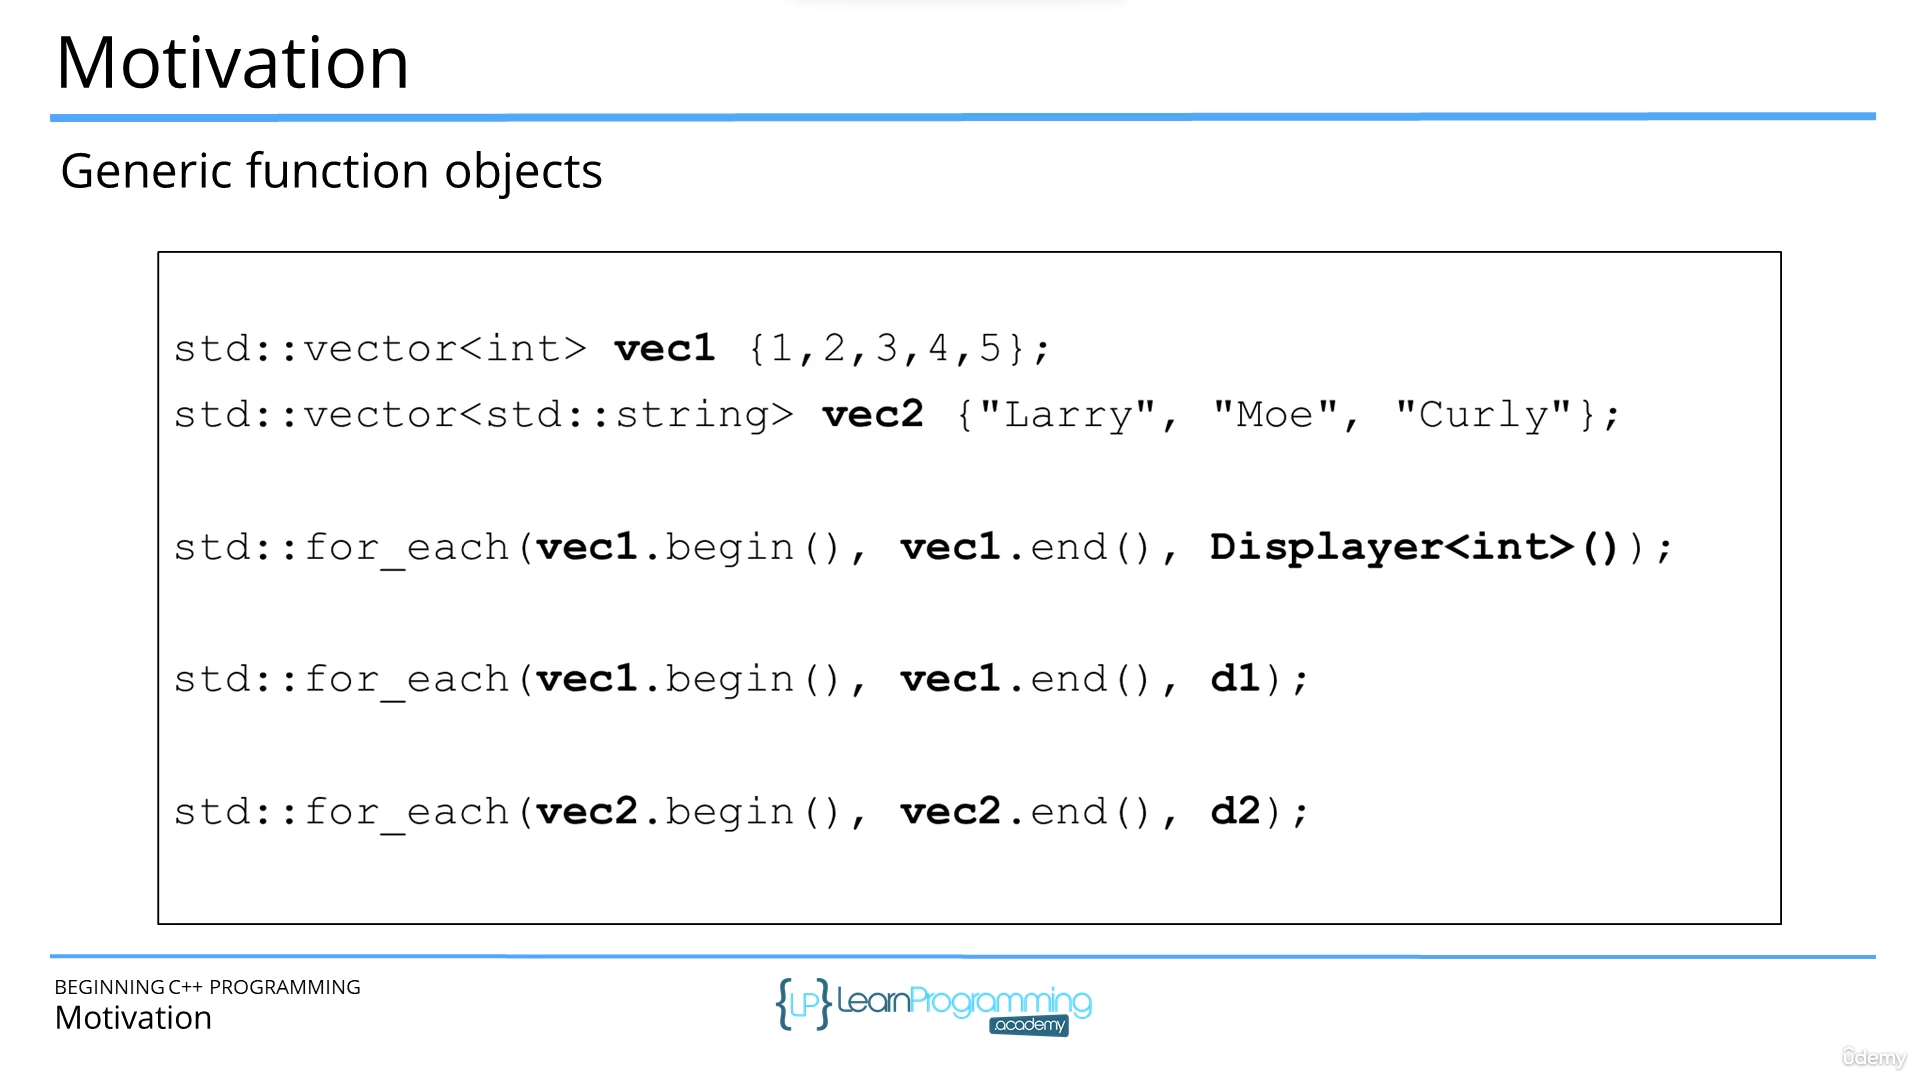 Motivation
Generic function objects
std::vector<int> vec1 {1,2,3,4,5};
std::vector<std::string> vec2 {"Larry", "Moe", "Curly"};
std::for_each(vec1.begin(), vec1.end(), Displayer<int>());
std::for_each(vec1.begin(), vec1.end(), d1);
std::for_each(vec2.begin(), vec2.end(), d2);
BEGINNING C++ PROGRAMMING
Motivation
{LP} LearnProgramming
.academy
ûdemy